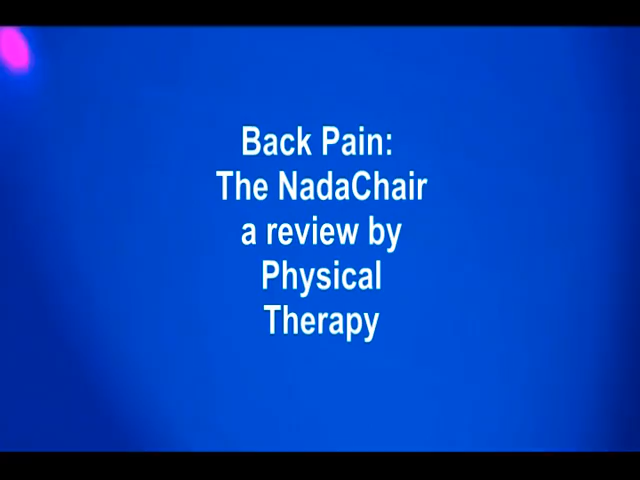 Back Pain:
The NadaChair
a review by
Physical
Therapy